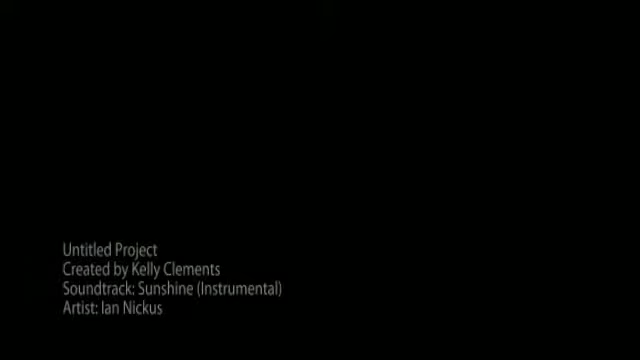 Untitled Project
Created by Kelly Clements
Soundtrack: Sunshine (Instrumental)
Artist: Ian Nickus